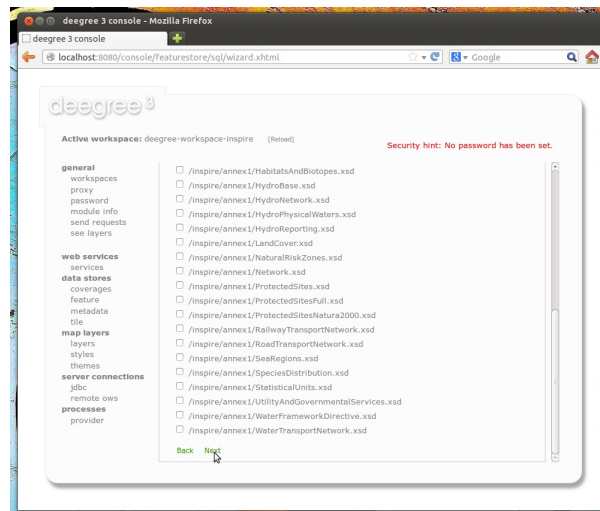 deegree 3 console - Mozilla Firefox
deegree 3 console
localhost:8080/console/featurestore/sql/wizard.xhtml
Google
deegree 3
Active workspace: deegree-workspace-inspire [Reload]
Security hint: No password has been set.
general
workspaces
proxy
password
module info
send requests
see layers
web services
services
data stores
coverages
feature
metadata
tile
map layers
layers
styles
themes
server connections
jdbc
remote ows
processes
provider
/inspire/annex1/HabitatsAndBiotopes.xsd
/inspire/annex1/HydroBase.xsd
/inspire/annex1/HydroNetwork.xsd
/inspire/annex1/HydroPhysicalWaters.xsd
/inspire/annex1/HydroReporting.xsd
/inspire/annex1/LandCover.xsd
/inspire/annex1/NaturalRiskZones.xsd
/inspire/annex1/Network.xsd
/inspire/annex1/ProtectedSites.xsd
/inspire/annex1/ProtectedSitesFull.xsd
/inspire/annex1/ProtectedSitesNatura2000.xsd
/inspire/annex1/RailwayTransportNetwork.xsd
/inspire/annex1/RoadTransportNetwork.xsd
/inspire/annex1/SeaRegions.xsd
/inspire/annex1/SpeciesDistribution.xsd
/inspire/annex1/StatisticalUnits.xsd
/inspire/annex1/UtilityAndGovernmentalServices.xsd
/inspire/annex1/WaterFrameworkDirective.xsd
/inspire/annex1/WaterTransportNetwork.xsd
Back Next